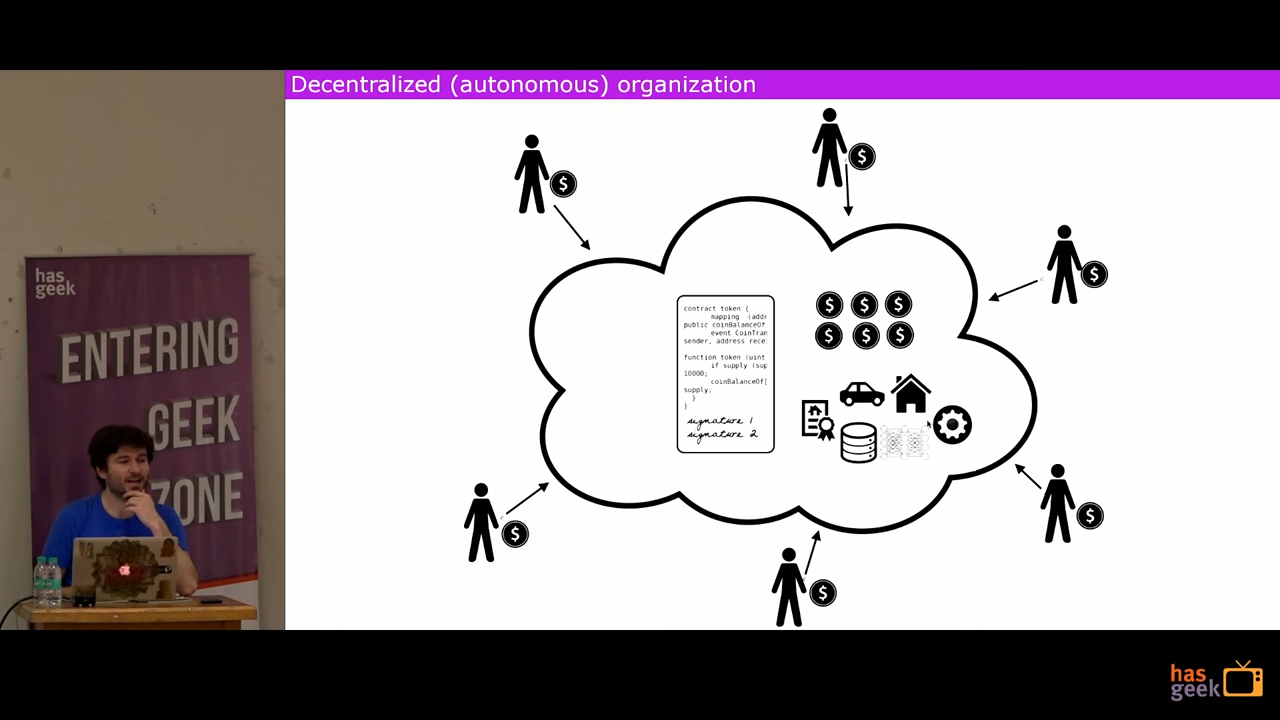 Decentralized (autonomous) organization
has
geek
ENTERING
GEEK
ZONE
$
$
$
$
$
$
$
$
$
$
$
$
contract token {
mapping (addr
public coinBalamceOf
event CoinTran
sender, address rece
function token (uint
if supply (sup
10000;
coinBalanceOf[
supply;
}
}
signature 1
signature 2
has
geek